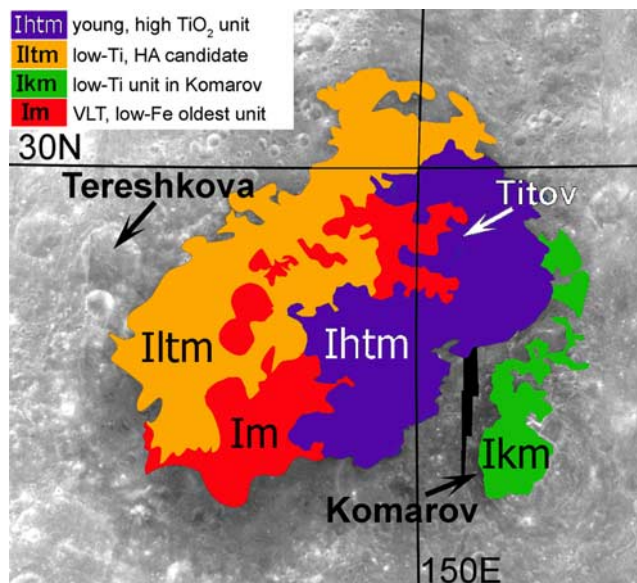 Ihtm young, high TiO₂ unit
Iltm low-Ti, HA candidate
Ikm low-Ti unit in Komarov
Im VLT, low-Fe oldest unit
30N
Tereshkova
Titov
Iltm
Ihtm
Im
Ikm
Komarov
150E